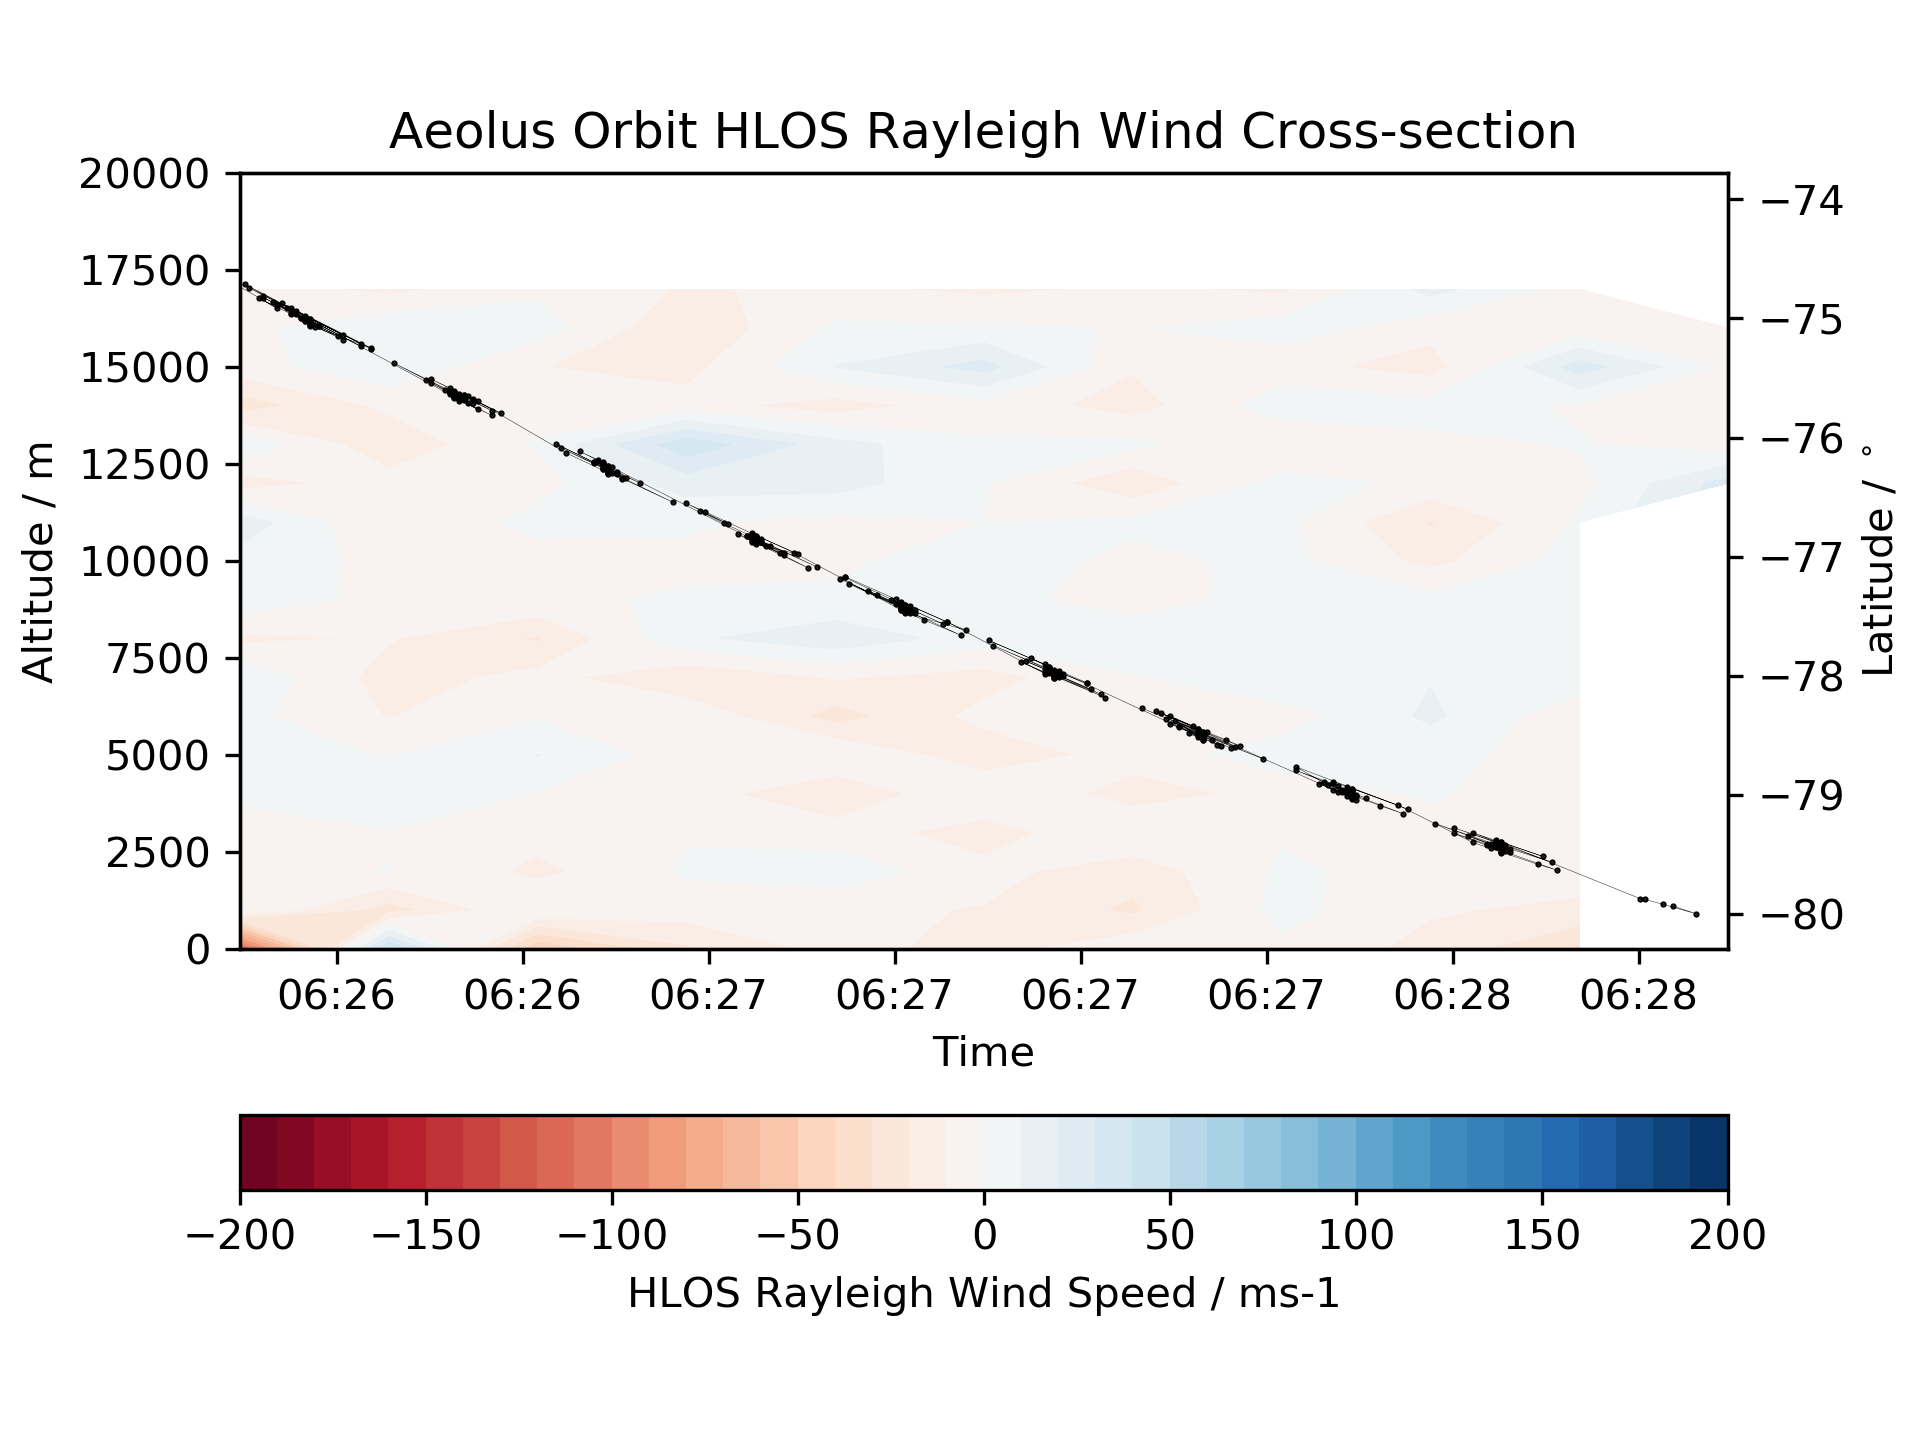 Aeolus Orbit HLOS Rayleigh Wind Cross-section
20000
17500
15000
12500
10000
7500
5000
2500
0
Altitude / m
−74
−75
−76
−77
−78
−79
−80
Latitude / °
06:26 06:26 06:27 06:27 06:27 06:27 06:28 06:28
Time
−200 −150 −100 −50 0 50 100 150 200
HLOS Rayleigh Wind Speed / ms-1